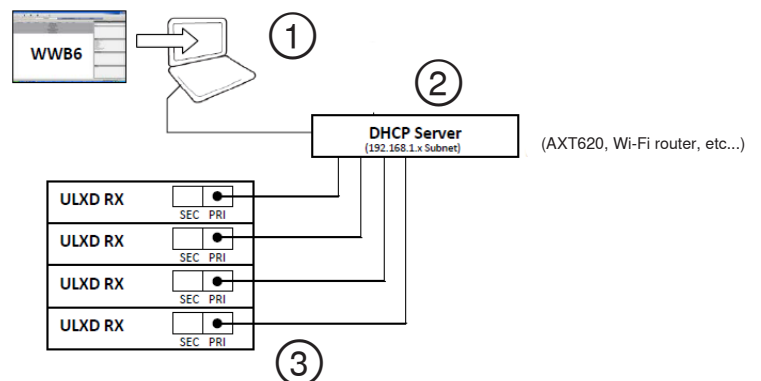 WWB6
1
2
DHCP Server
(192.168.1.x Subnet)
(AXT620, Wi-Fi router, etc...)
ULXD RX
SEC PRI
ULXD RX
SEC PRI
ULXD RX
SEC PRI
ULXD RX
SEC PRI
3